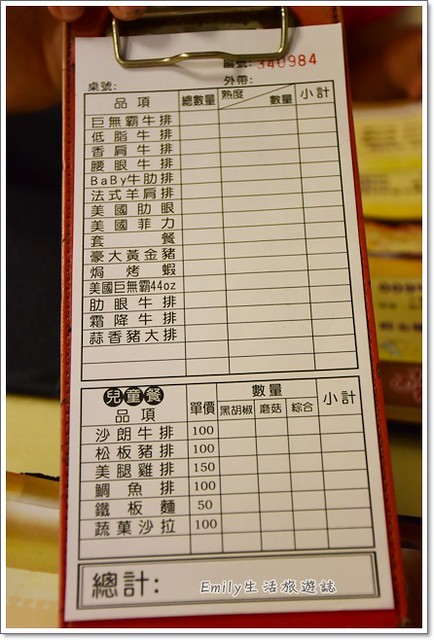 編號: 340984
桌號: 外帶:
品項 總數量 熟度 數量 小計
巨無霸牛排
低脂牛排
香肩牛排
腰眼牛排
BaBy牛肋排
法式羊肩排
美國肋眼
美國菲力
套餐
豪大黃金豬
焗烤蝦
美國巨無霸44oz
肋眼牛排
霜降牛排
蒜香豬大排
兒童餐 單價 數量 小計
品項 黑胡椒 蘑菇 綜合
沙朗牛排 100
松板豬排 100
美腿雞排 150
鯛魚排 100
鐵板麵 50
蔬菓沙拉 100
總計:
Emily生活旅遊誌